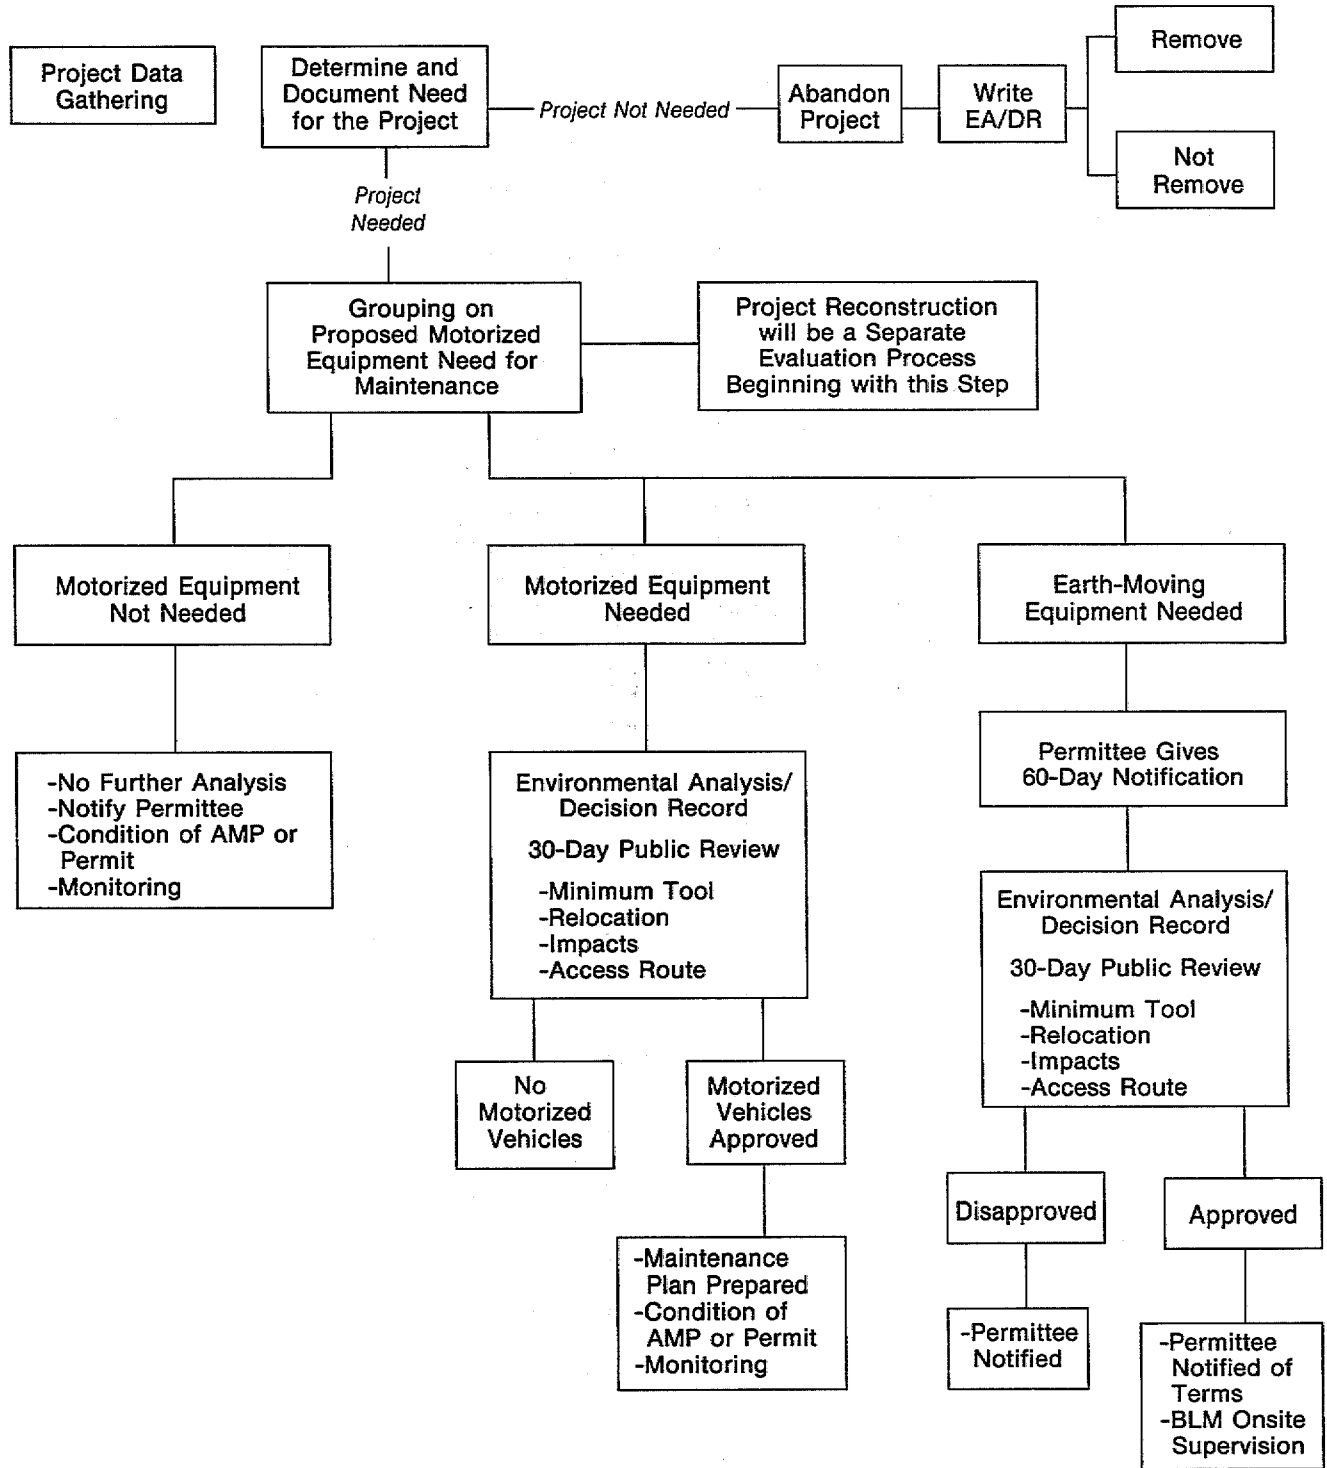 Project Data
Gathering
Determine and
Document Need
for the Project
Project Not Needed
Abandon
Project
Write
EA/DR
Remove
Not
Remove
Project
Needed
Grouping on
Proposed Motorized
Equipment Need for
Maintenance
Project Reconstruction
will be a Separate
Evaluation Process
Beginning with this Step
Motorized Equipment
Not Needed
Motorized Equipment
Needed
Earth-Moving
Equipment Needed
-No Further Analysis
-Notify Permittee
-Condition of AMP or
Permit
-Monitoring
Environmental Analysis/
Decision Record
30-Day Public Review
-Minimum Tool
-Relocation
-Impacts
-Access Route
Permittee Gives
60-Day Notification
Environmental Analysis/
Decision Record
30-Day Public Review
-Minimum Tool
-Relocation
-Impacts
-Access Route
No
Motorized
Vehicles
Motorized
Vehicles
Approved
-Maintenance
Plan Prepared
-Condition of
AMP or Permit
-Monitoring
Disapproved
Approved
-Permittee
Notified
-Permittee
Notified of
Terms
-BLM Onsite
Supervision